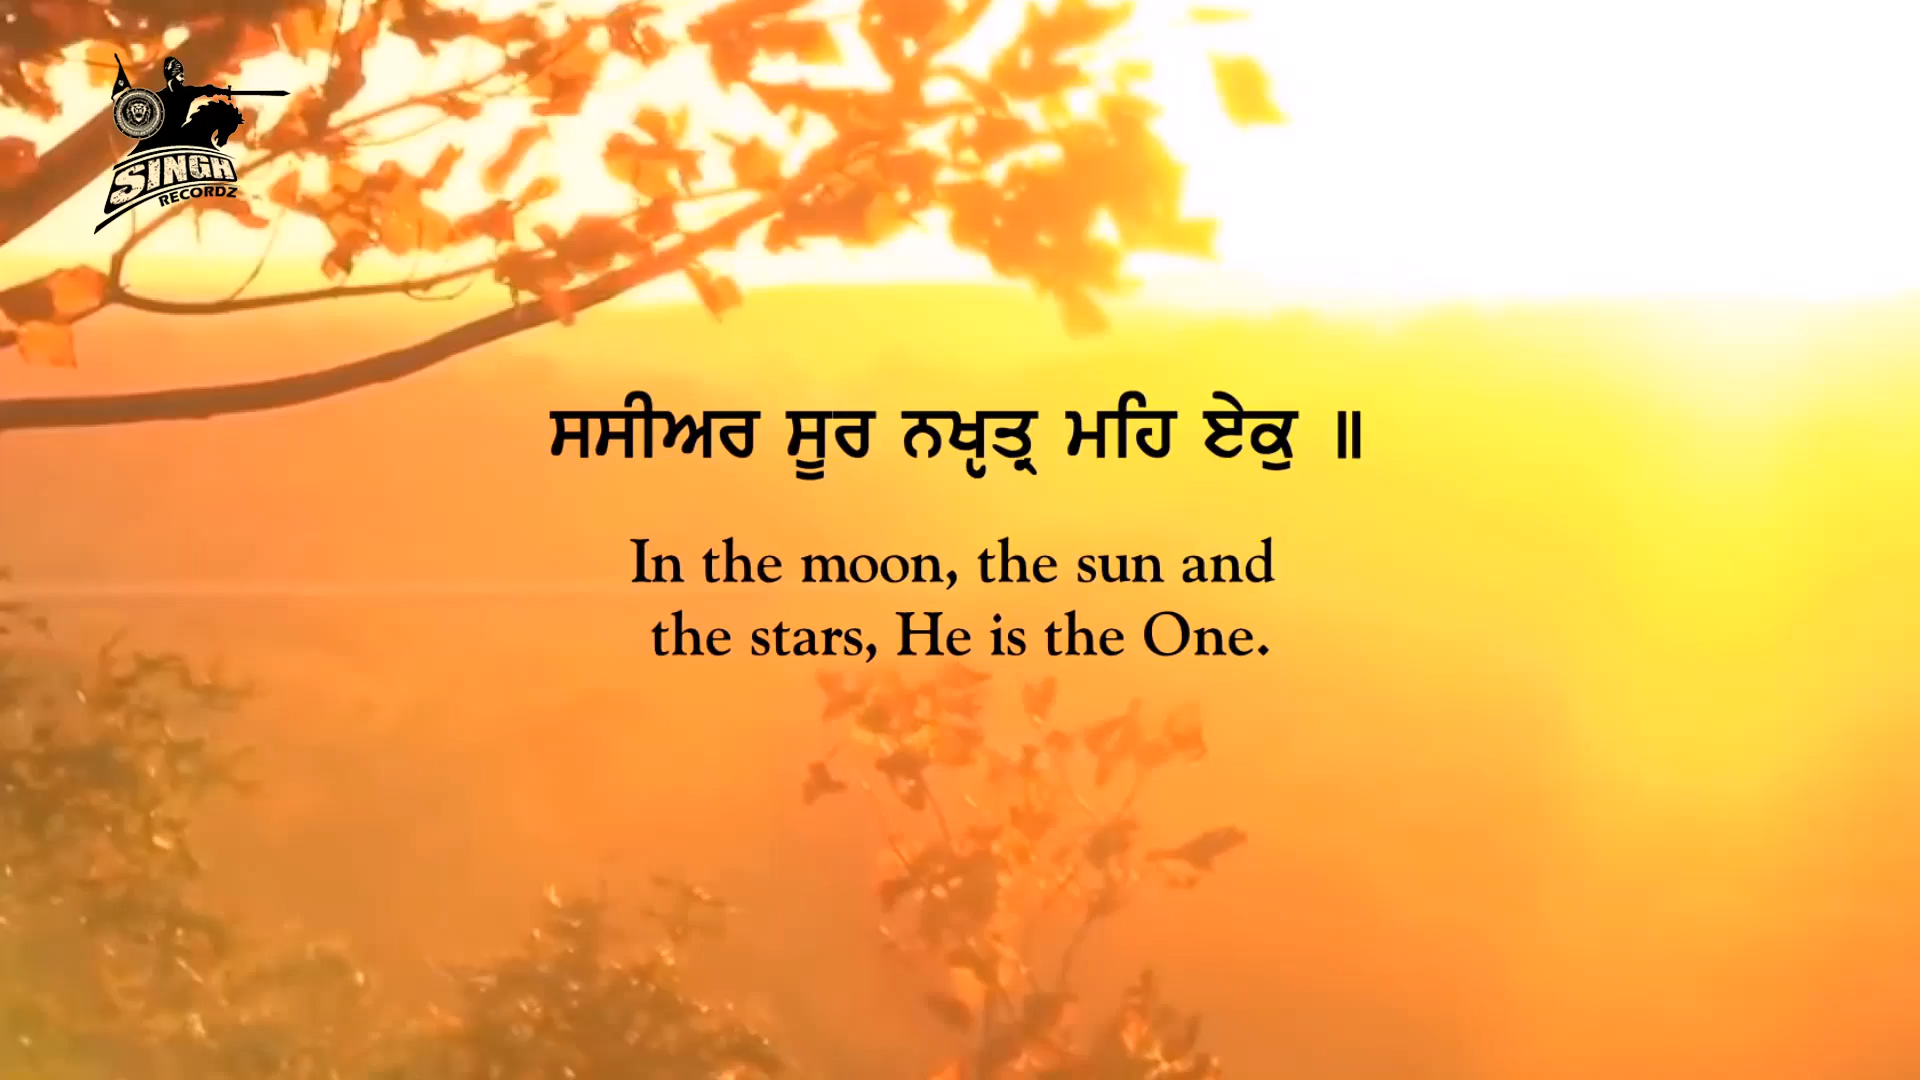 SINGH
RECORDZ
ਸਸੀਅਰ ਸੂਰ ਨਖੵਤ੍ਰ ਮਹਿ ਏਕੁ ॥
In the moon, the sun and
the stars, He is the One.